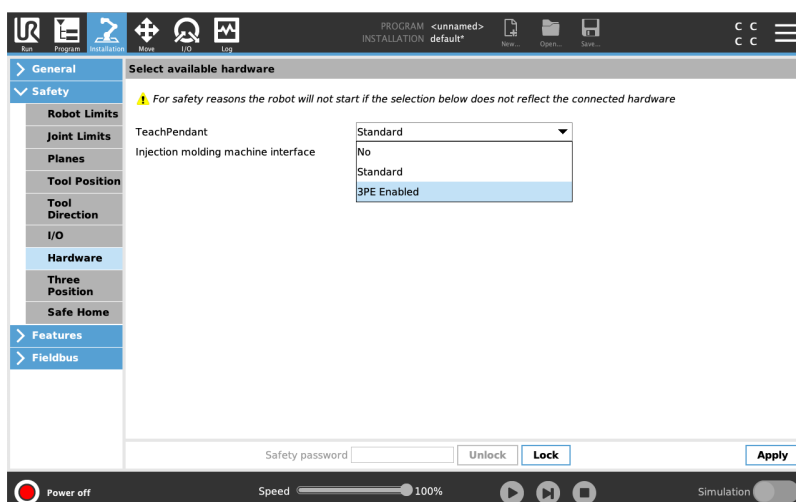 PROGRAM <unnamed>
INSTALLATION default*
UR
Run
Program
Installation
Move
I/O
Log
New...
Open...
Save...
C C
C C
General
Safety
Robot Limits
Joint Limits
Planes
Tool Position
Tool
Direction
I/O
Hardware
Three
Position
Safe Home
Features
Fieldbus
Select available hardware
For safety reasons the robot will not start if the selection below does not reflect the connected hardware
TeachPendant
Standard
Injection molding machine interface
No
Standard
3PE Enabled
Safety password
Unlock
Lock
Apply
Power off
Speed
100%
Simulation